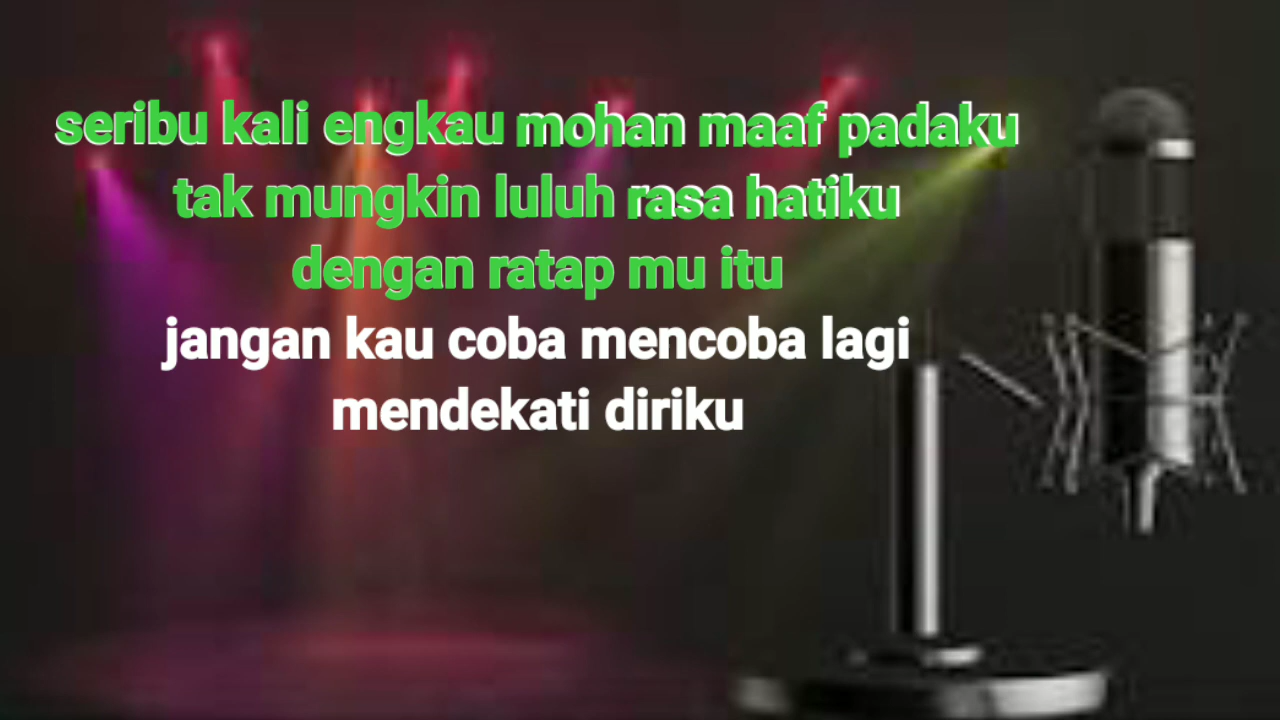 seribu kali engkau mohan maaf padaku
tak mungkin luluh rasa hatiku
dengan ratap mu itu
jangan kau coba mencoba lagi
mendekati diriku